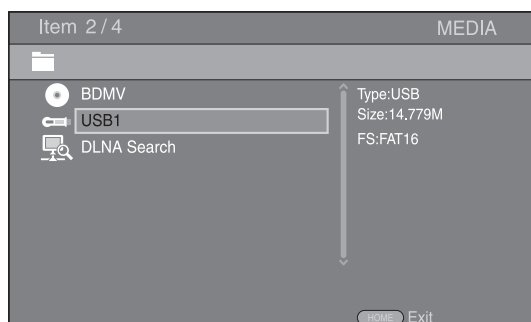 Item 2/4
MEDIA
BDMV
USB1
DLNA Search
Type:USB
Size:14.779M
FS:FAT16
HOME Exit